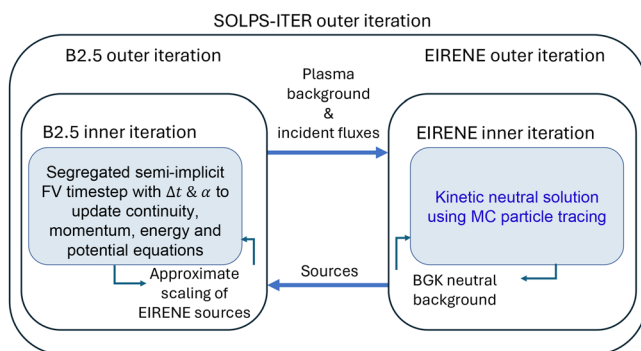 SOLPS-ITER outer iteration
B2.5 outer iteration
EIRENE outer iteration
Plasma
background
&
incident fluxes
B2.5 inner iteration
EIRENE inner iteration
Segregated semi-implicit
FV timestep with Δt & α to
update continuity,
momentum, energy and
potential equations
Kinetic neutral solution
using MC particle tracing
Approximate
scaling of
EIRENE sources
Sources
BGK neutral
background